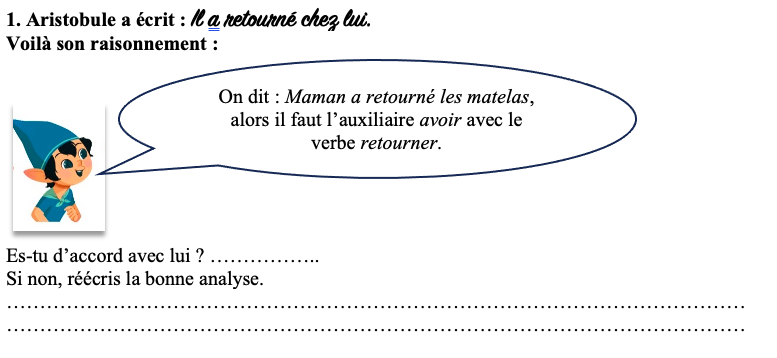 1. Aristobule a écrit : Il a retourné chez lui.
Voilà son raisonnement :
On dit : Maman a retourné les matelas,
alors il faut l’auxiliaire avoir avec le
verbe retourner.
Es-tu d’accord avec lui ? ……………..
Si non, réécris la bonne analyse.
…………………………………………………………………………………………………
…………………………………………………………………………………………………